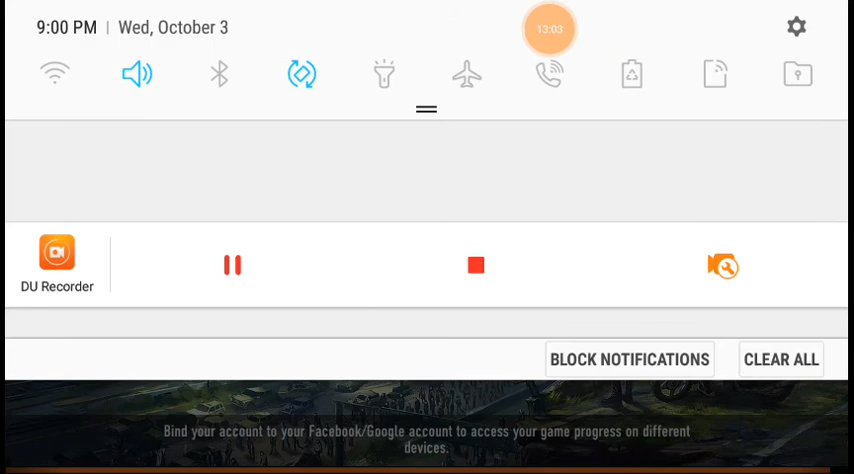 9:00 PM | Wed, October 3
13:03
DU Recorder
BLOCK NOTIFICATIONS
CLEAR ALL
Bind your account to your Facebook/Google account to access your game progress on different
devices.